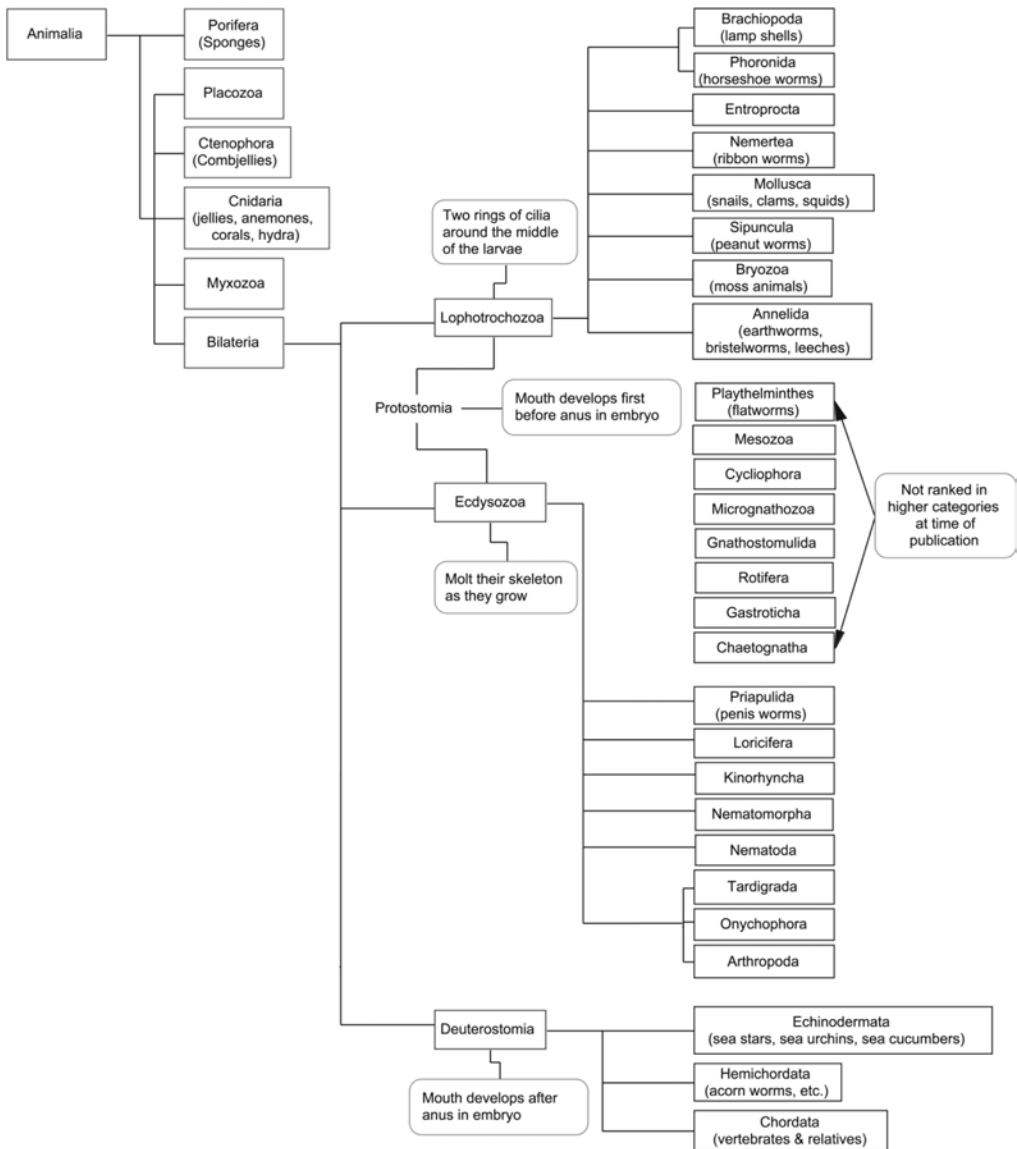 Animalia
Porifera
(Sponges)
Placozoa
Ctenophora
(Combjellies)
Cnidaria
(jellies, anemones,
corals, hydra)
Myxozoa
Bilateria
Two rings of cilia
around the middle
of the larvae
Lophotrochozoa
Brachiopoda
(lamp shells)
Phoronida
(horseshoe worms)
Entroprocta
Nemertea
(ribbon worms)
Mollusca
(snails, clams, squids)
Sipuncula
(peanut worms)
Bryozoa
(moss animals)
Annelida
(earthworms,
bristelworms, leeches)
Protostomia
Mouth develops first
before anus in embryo
Ecdysozoa
Molt their skeleton
as they grow
Playthelminthes
(flatworms)
Mesozoa
Cycliophora
Micrognathozoa
Gnathostomulida
Rotifera
Gastroticha
Chaetognatha
Not ranked in
higher categories
at time of
publication
Priapulida
(penis worms)
Loricifera
Kinorhyncha
Nematomorpha
Nematoda
Tardigrada
Onychophora
Arthropoda
Deuterostomia
Mouth develops after
anus in embryo
Echinodermata
(sea stars, sea urchins, sea cucumbers)
Hemichordata
(acorn worms, etc.)
Chordata
(vertebrates & relatives)